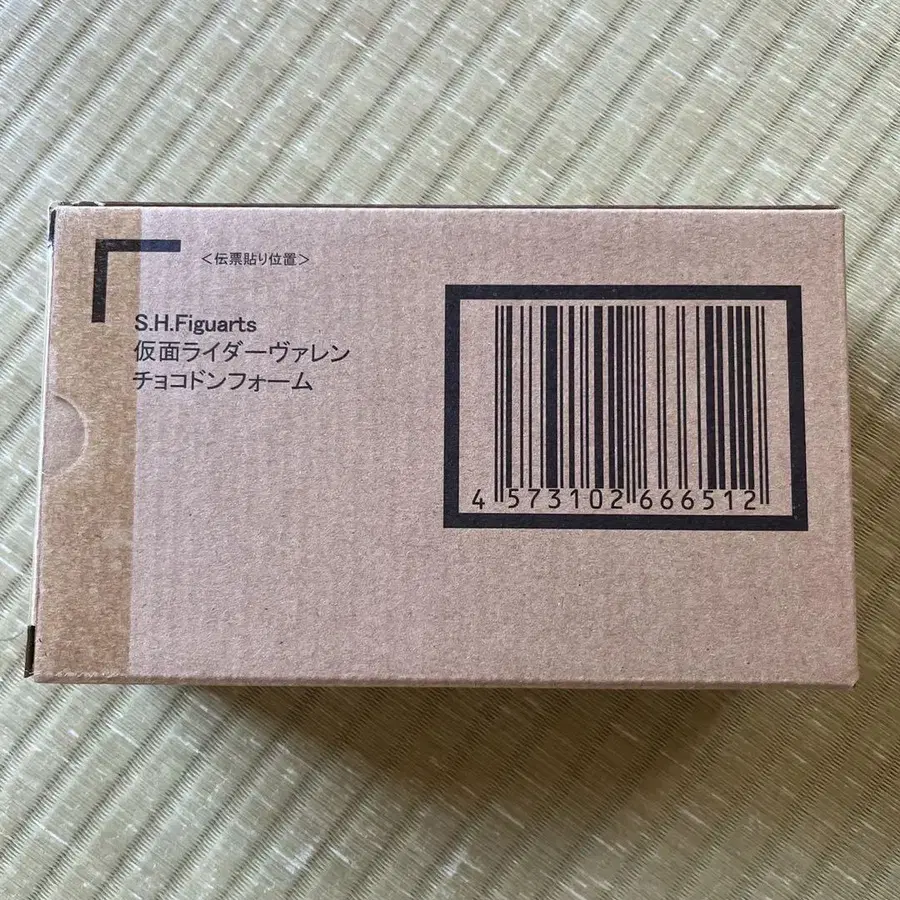 ＜伝票貼り位置＞
S.H.Figuarts
仮面ライダーヴァレン
チョコドンフォーム
4 573102 666512